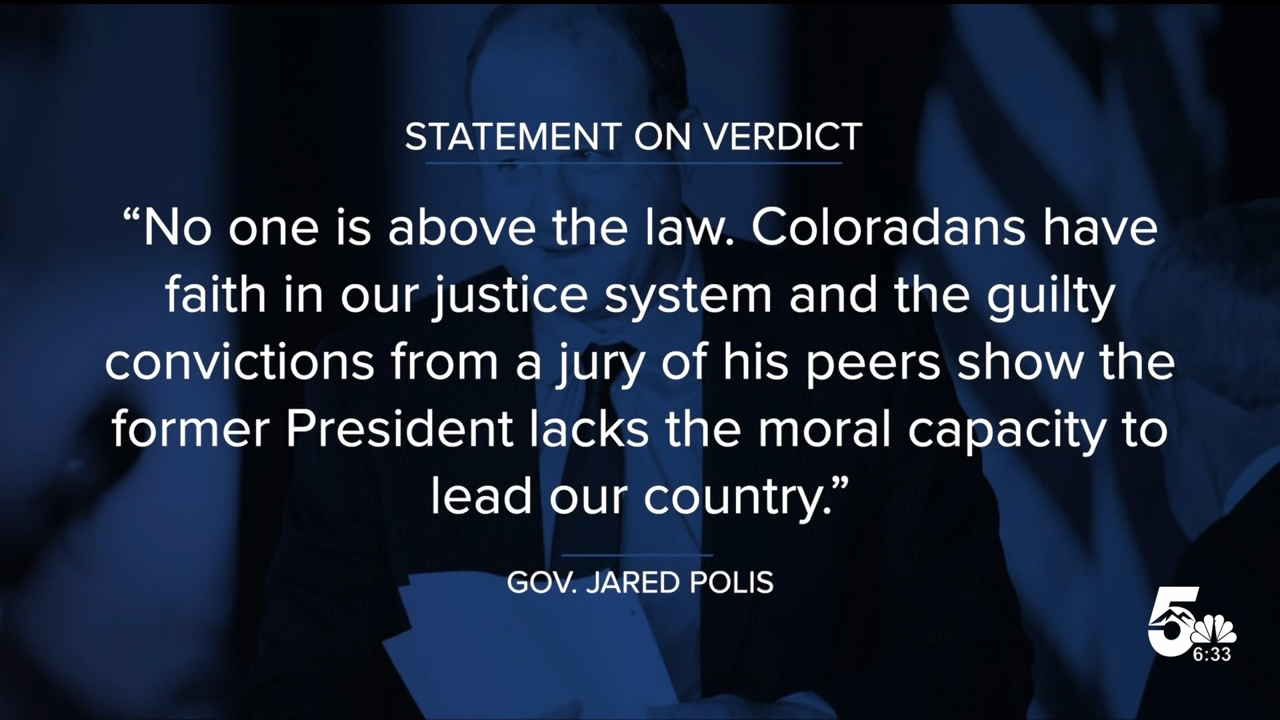 STATEMENT ON VERDICT
“No one is above the law. Coloradans have
faith in our justice system and the guilty
convictions from a jury of his peers show the
former President lacks the moral capacity to
lead our country.”
GOV. JARED POLIS
5
6:33